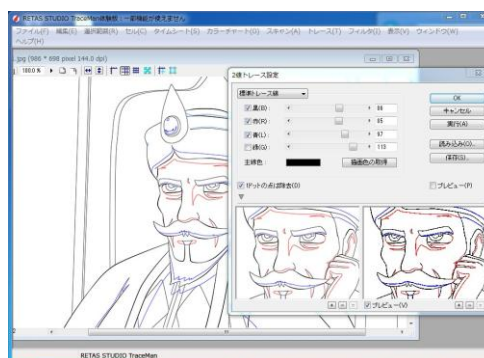 RETAS STUDIO TraceMan体験版：一部機能が使えません
ファイル(F) 編集(E) 選択範囲(R) セル(C) タイムシート(S) カラーチャート(O) スキャン(A) トレース(T) フィルタ(I) 表示(V) ウィンドウ(W)
ヘルプ(H)
.jpg (986 * 698 pixel 144.0 dpi)
100.0 %
2値トレース設定
標準トレース線
黒(B)
赤(R)
青(L)
緑(G) 113
主線色：
描画色の取得
1ドットの点は除去(D)
OK
キャンセル
実行(A)
読み込み(O)...
保存(S)...
プレビュー(P)
プレビュー(V)
RETAS STUDIO TraceMan